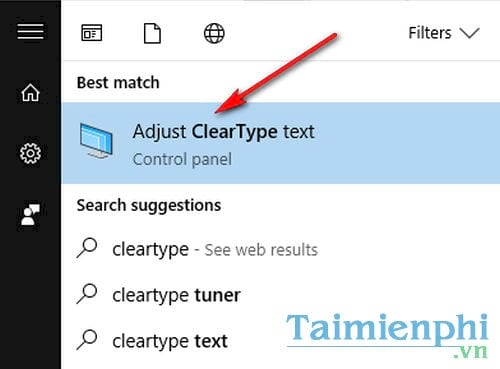 Filters
Best match
Adjust ClearType text
Control panel
Search suggestions
cleartype - See web results
cleartype tuner
cleartype text
Taimienphi
.vn